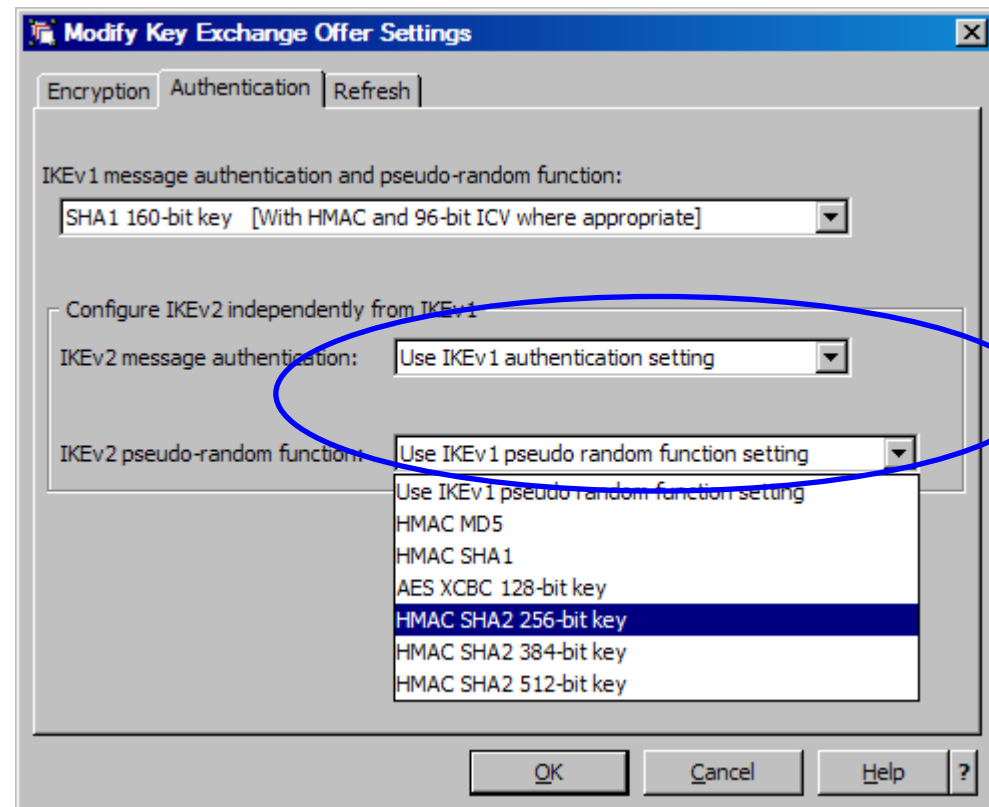 Modify Key Exchange Offer Settings
Encryption Authentication Refresh
IKEv1 message authentication and pseudo-random function:
SHA1 160-bit key [With HMAC and 96-bit ICV where appropriate]
Configure IKEv2 independently from IKEv1
IKEv2 message authentication: Use IKEv1 authentication setting
IKEv2 pseudo-random function: Use IKEv1 pseudo random function setting
Use IKEv1 pseudo random function setting
HMAC MD5
HMAC SHA1
AES XCBC 128-bit key
HMAC SHA2 256-bit key
HMAC SHA2 384-bit key
HMAC SHA2 512-bit key
OK Cancel Help ?